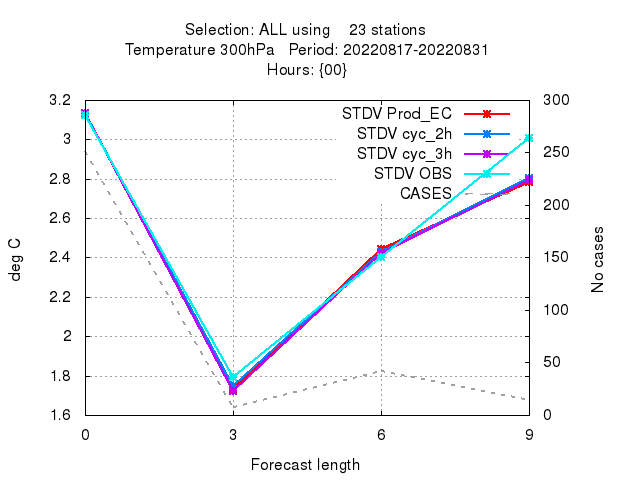 Selection: ALL using 23 stations
Temperature 300hPa Period: 20220817-20220831
Hours: {00}
3.2
3
2.8
2.6
2.4
2.2
2
1.8
1.6
deg C
300
250
200
150
100
50
0
No cases
STDV Prod_EC
STDV cyc_2h
STDV cyc_3h
STDV OBS
CASES
0 3 6 9
Forecast length